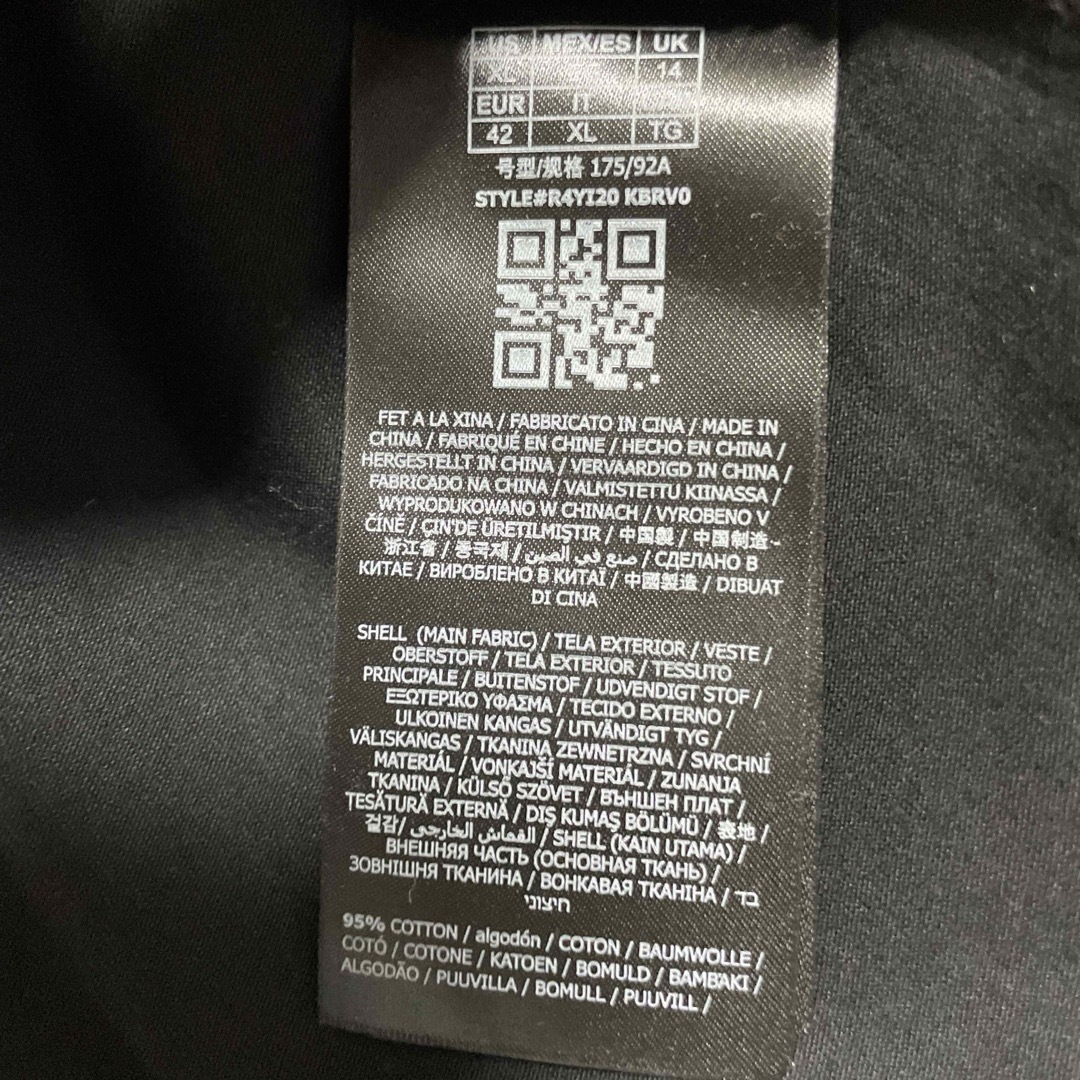 US MEX/ES UK
XL 14
EUR IT
42 XL TG
号型/规格 175/92A
STYLE#R4YI20 KBRV0
FET A LA XINA / FABBRICATO IN CINA / MADE IN
CHINA / FABRIQUÉ EN CHINE / HECHO EN CHINA /
HERGESTELLT IN CHINA / VERVAARDIGD IN CHINA /
FABRICADO NA CHINA / VALMISTETTU KIINASSA /
WYPRODUKOWANO W CHINACH / VYROBENO V
ČÍNĚ / ÇIN'DE ÜRETILMISTIR / 中国製 / 中国制造-
浙江省 / 중국제 / صنع في الصين / СДЕЛАНО В
КИТАЕ / ВИРОБЛЕНО В КИТАЇ / 中國製造 / DIBUAT
DI CINA
SHELL (MAIN FABRIC) / TELA EXTERIOR / VESTE /
OBERSTOFF / TELA EXTERIOR / TESSUTO
PRINCIPALE / BUITENSTOF / UDVENDIGT STOF /
ΕΞΩΤΕΡΙΚΟ ΥΦΑΣΜΑ / TECIDO EXTERNO /
ULKOINEN KANGAS / UTVÄNDIGT TYG /
VÄLISKANGAS / TKANINA ZEWNETRZNA / SVRCHNÍ
MATERIÁL / VONKAJŠÍ MATERIÁL / ZUNANJA
TKANINA / KÜLSŐ SZÖVET / ВЪНШЕН ПЛАТ /
ȚESĂTURĂ EXTERNĂ / DIŞ KUMAŞ BÖLÜMÜ / 表地 /
겉감 / القماش الخارجي / SHELL (KAIN UTAMA) /
ВНЕШНЯЯ ЧАСТЬ (ОСНОВНАЯ ТКАНЬ) /
ЗОВНІШНЯ ТКАНИНА / ВОНКАВАЯ ТКАНІНА / בד
חיצוני
95% COTTON / algodón / COTON / BAUMWOLLE /
COTÓ / COTONE / KATOEN / BOMULD / ΒΑΜΒΑΚΙ /
ALGODÃO / PUUVILLA / BOMULL / PUUVILL /